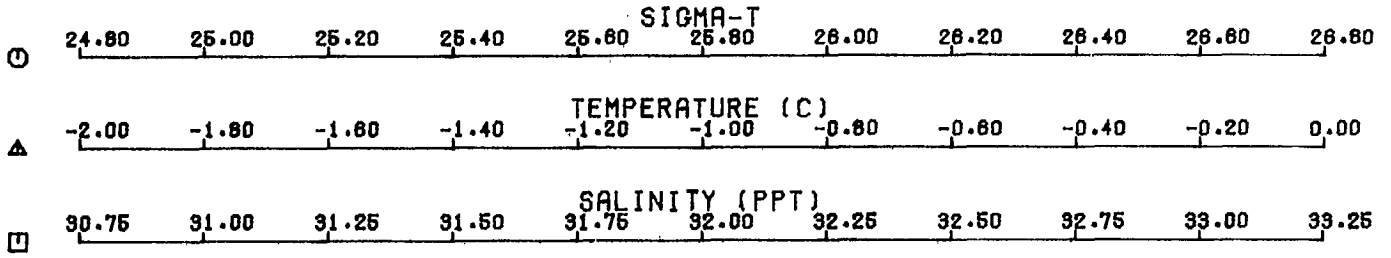 SIGMA-T
24.80 25.00 25.20 25.40 25.60 25.80 26.00 26.20 26.40 26.60 26.80
TEMPERATURE (C)
-2.00 -1.80 -1.60 -1.40 -1.20 -1.00 -0.80 -0.60 -0.40 -0.20 0.00
SALINITY (PPT)
30.75 31.00 31.25 31.50 31.75 32.00 32.25 32.50 32.75 33.00 33.25